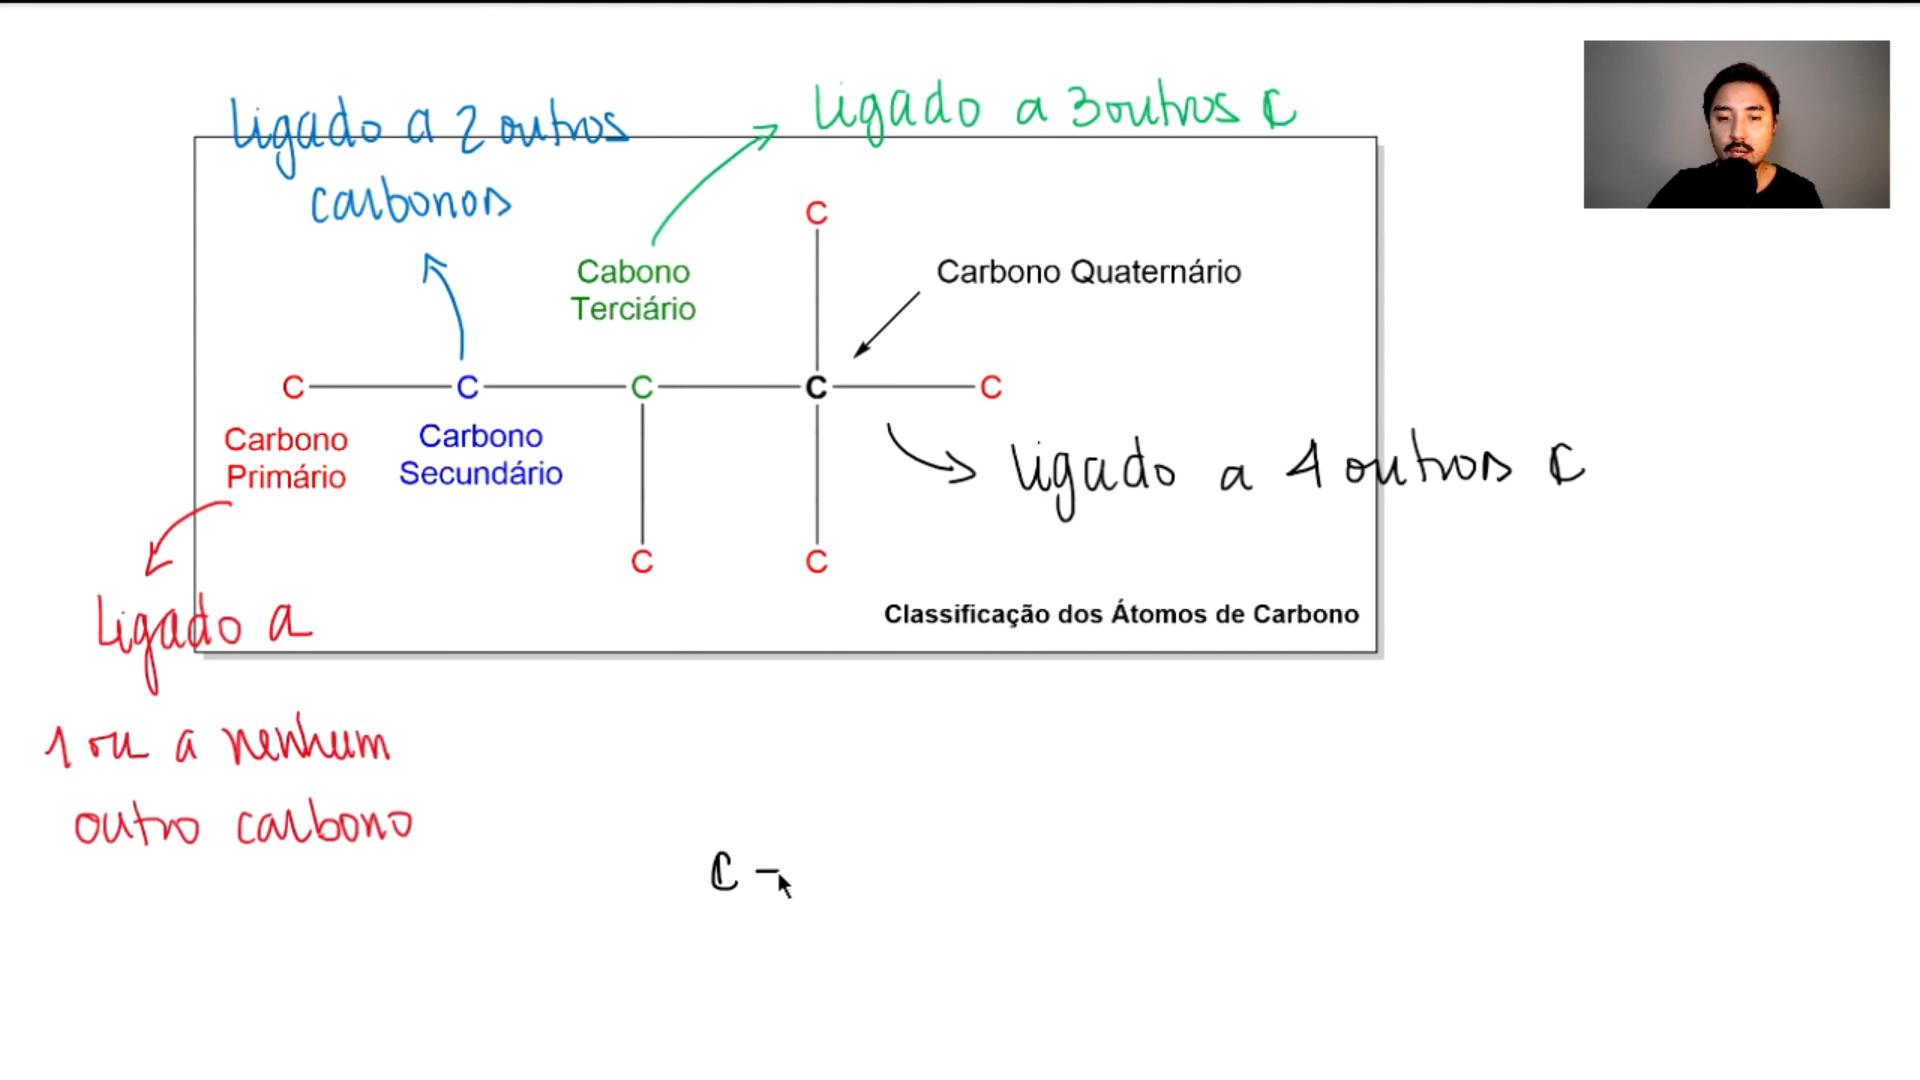 ligado a 2 outros
carbonos
ligado a 3 outros C
C
Cabono
Terciário
Carbono Quaternário
C C C C C
Carbono
Primário
Carbono
Secundário
ligado a 4 outros C
C C
Classificação dos Átomos de Carbono
Ligado a
1 ou a nenhum
outro carbono
C –